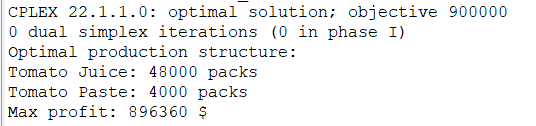 CPLEX 22.1.1.0: optimal solution; objective 900000
0 dual simplex iterations (0 in phase I)
Optimal production structure:
Tomato Juice: 48000 packs
Tomato Paste: 4000 packs
Max profit: 896360 $